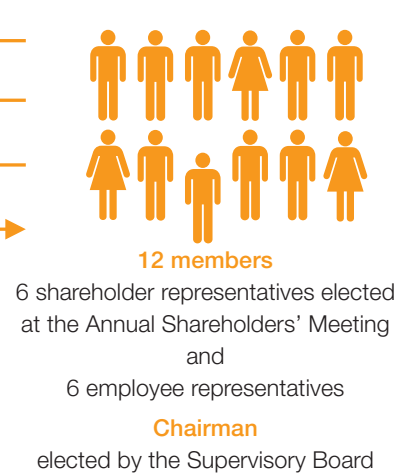 12 members
6 shareholder representatives elected
at the Annual Shareholders’ Meeting
and
6 employee representatives
Chairman
elected by the Supervisory Board